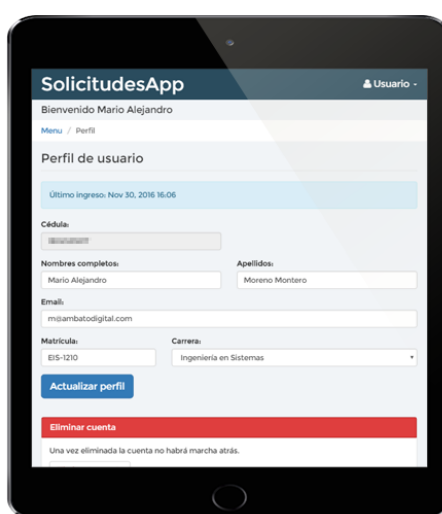 SolicitudesApp
Usuario
Bienvenido Mario Alejandro
Menu / Perfil
Perfil de usuario
Último ingreso: Nov 30, 2016 16:06
Cédula:
Nombres completos: Apellidos:
Mario Alejandro Moreno Montero
Email:
m@ambatodigital.com
Matrícula: Carrera:
EIS-1210 Ingeniería en Sistemas
Actualizar perfil
Eliminar cuenta
Una vez eliminada la cuenta no habrá marcha atrás.